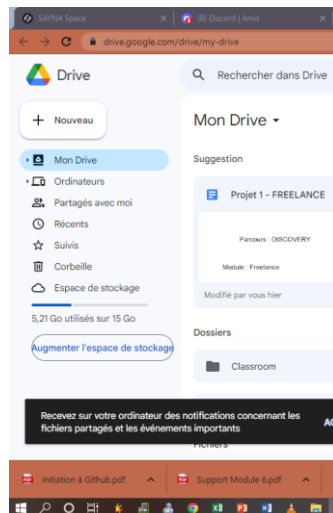 SAYNA Space
(8) Discord | Amis
drive.google.com/drive/my-drive
Drive
Rechercher dans Drive
Nouveau
Mon Drive
Mon Drive
Ordinateurs
Partagés avec moi
Récents
Suivis
Corbeille
Espace de stockage
5,21 Go utilisés sur 15 Go
Augmenter l'espace de stockage
Suggestion
Projet 1 - FREELANCE
Parcours : DISCOVERY
Module : Freelance
Modifié par vous hier
Dossiers
Classroom
Recevez sur votre ordinateur des notifications concernant les
fichiers partagés et les événements importants
Fichiers
Initiation à Github.pdf
Support Module 6.pdf